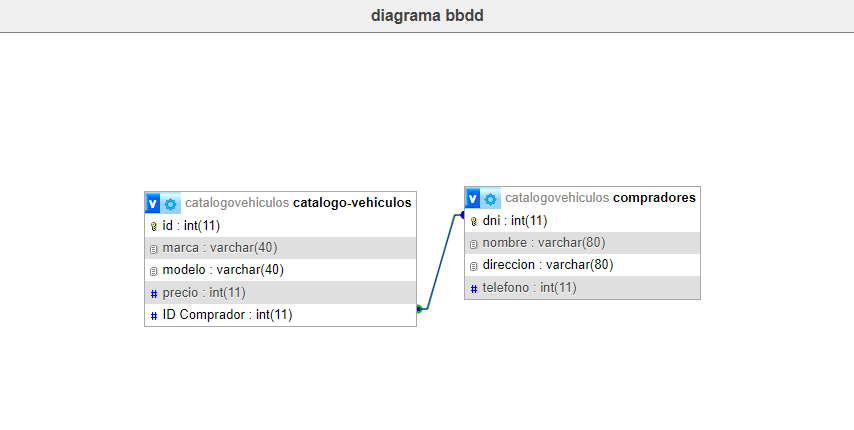 diagrama bbdd
v catalogovehiculos catalogo-vehiculos
id : int(11)
marca : varchar(40)
modelo : varchar(40)
# precio : int(11)
# ID Comprador : int(11)
v catalogovehiculos compradores
dni : int(11)
nombre : varchar(80)
direccion : varchar(80)
# telefono : int(11)